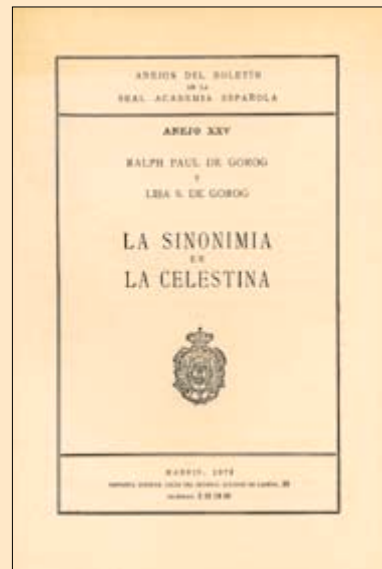 ANEJOS DEL BOLETÍN
DE LA
REAL ACADEMIA ESPAÑOLA
ANEJO XXV
RALPH PAUL DE GOROG
Y
LISA S. DE GOROG
LA SINONIMIA
EN
LA CELESTINA
MADRID, 1972